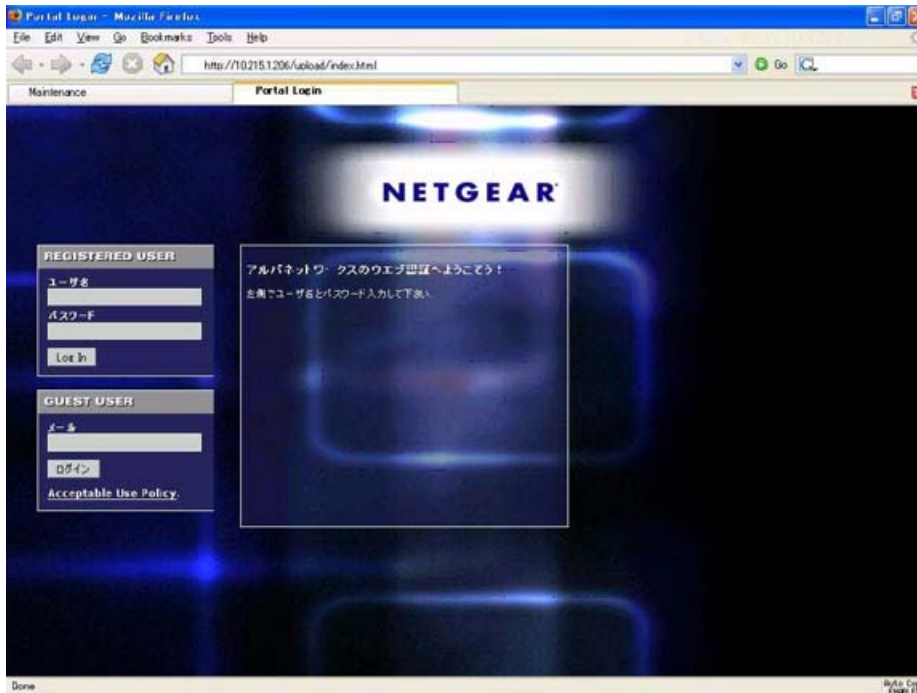 Portal Login - Mozilla Firefox
File Edit View Go Bookmarks Tools Help
http://10.215.1.206/upload/index.html
Go
Maintenance
Portal Login
NETGEAR
REGISTERED USER
ユーザ名
パスワード
Log In
GUEST USER
メール
ログイン
Acceptable Use Policy.
アルバネットワークスのウエブ認証へようこそう!
左側でユーザ名とパスワード入力して下さい.
Done